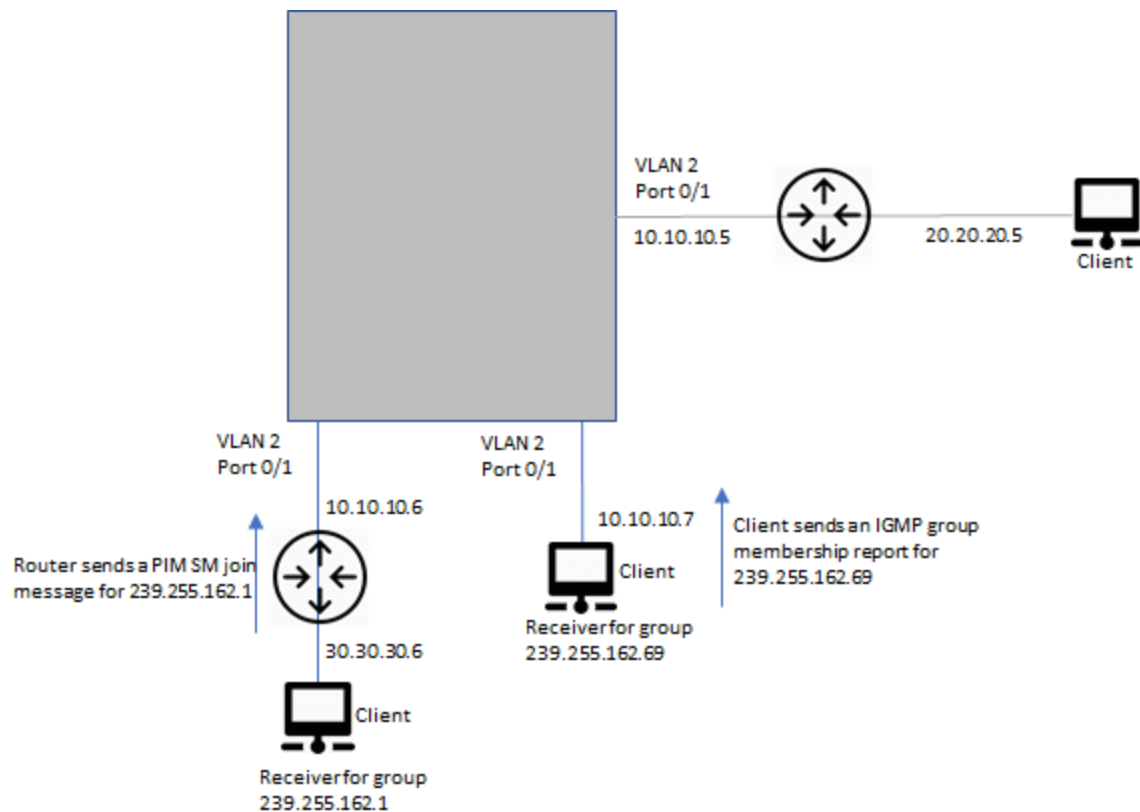 VLAN 2
Port 0/1
10.10.10.5
20.20.20.5
Client
VLAN 2
Port 0/1
VLAN 2
Port 0/1
10.10.10.6
10.10.10.7
Router sends a PIM SM join
message for 239.255.162.1
Client sends an IGMP group
membership report for
239.255.162.69
Client
Receiver for group
239.255.162.69
30.30.30.6
Client
Receiver for group
239.255.162.1